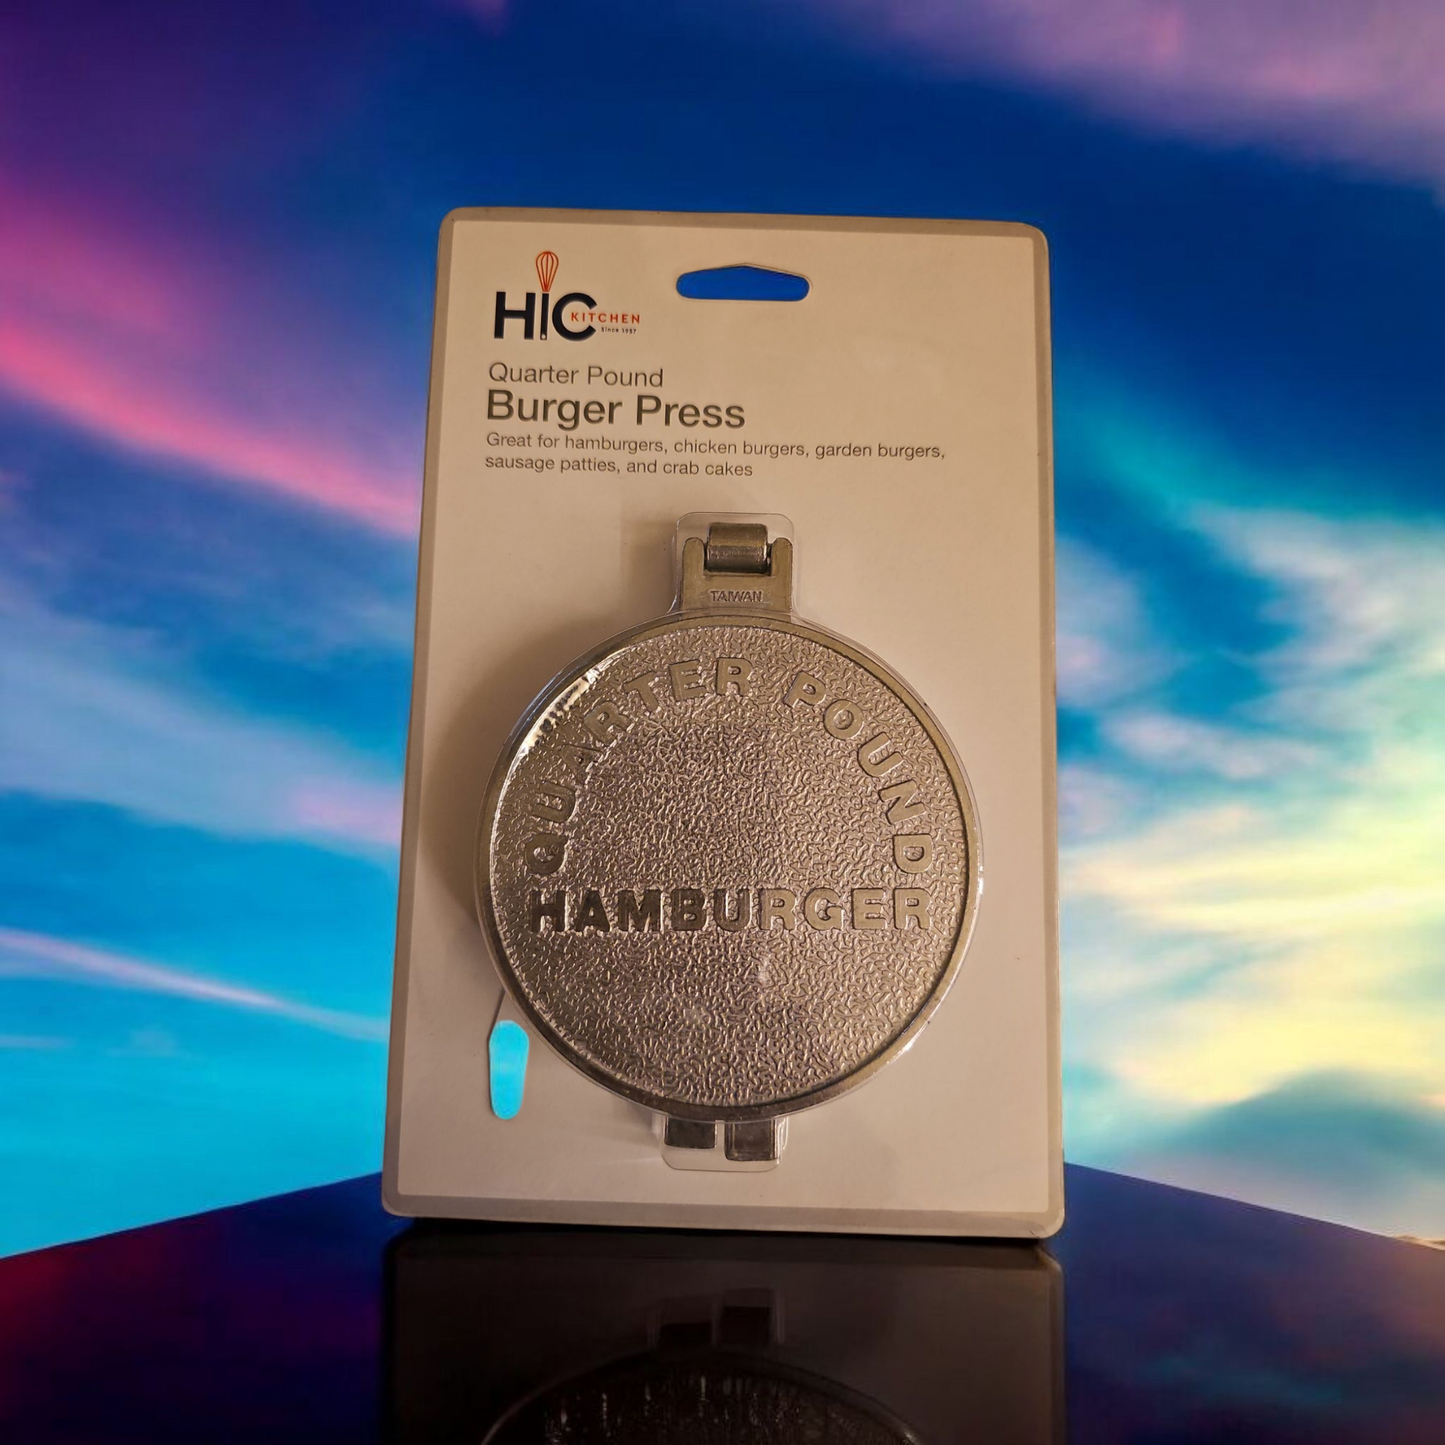 HIC KITCHEN
Since 1957
Quarter Pound
Burger Press
Great for hamburgers, chicken burgers, garden burgers,
sausage patties, and crab cakes
TAIWAN
QUARTER POUND
HAMBURGER